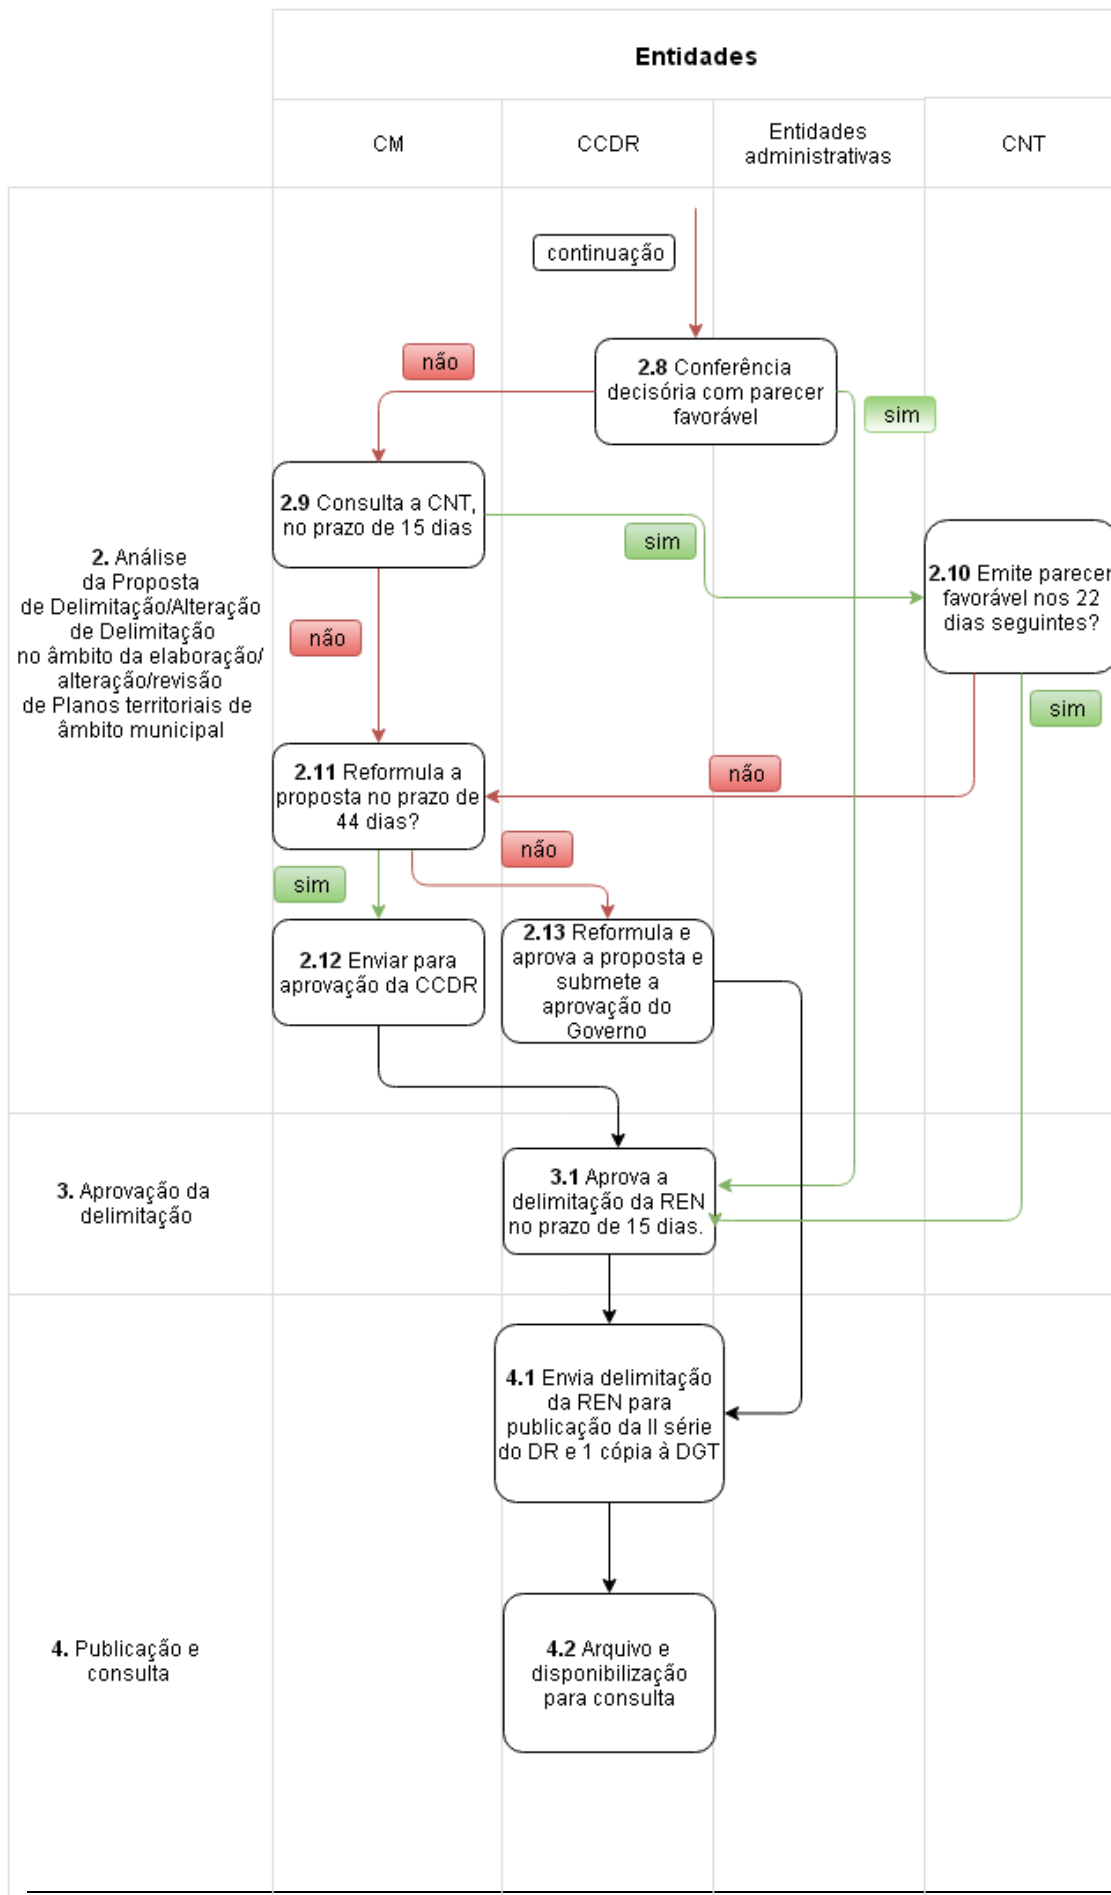 Entidades
CM
CCDR
Entidades
administrativas
CNT
continuação
2.8 Conferência
decisória com parecer
favorável
não
sim
2.9 Consulta a CNT,
no prazo de 15 dias
sim
2.10 Emite parecer
favorável nos 22
dias seguintes?
2. Análise
da Proposta
de Delimitação/Alteração
de Delimitação
no âmbito da elaboração/
alteração/revisão
de Planos territoriais de
âmbito municipal
não
sim
não
2.11 Reformula a
proposta no prazo de
44 dias?
não
sim
2.12 Enviar para
aprovação da CCDR
2.13 Reformula e
aprova a proposta e
submete a
aprovação do
Governo
3. Aprovação da
delimitação
3.1 Aprova a
delimitação da REN
no prazo de 15 dias.
4.1 Envia delimitação
da REN para
publicação da II série
do DR e 1 cópia à DGT
4. Publicação e
consulta
4.2 Arquivo e
disponibilização
para consulta